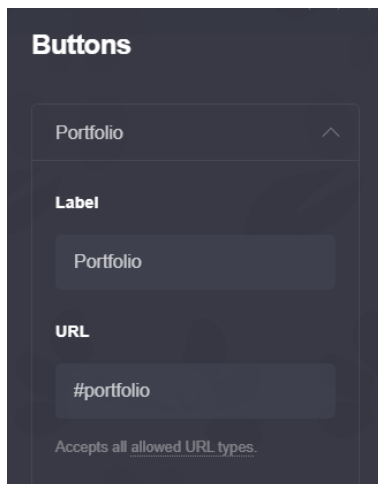 Buttons
Portfolio
Label
Portfolio
URL
#portfolio
Accepts all allowed URL types.